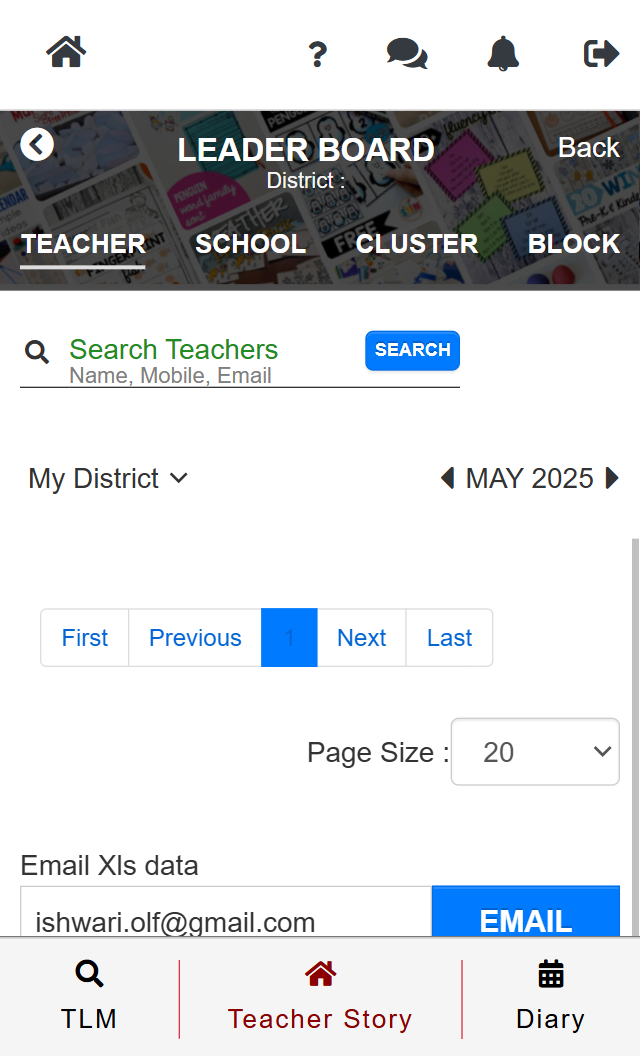 ?
LEADER BOARD
Back
District :
TEACHER SCHOOL CLUSTER BLOCK
Search Teachers
Name, Mobile, Email
SEARCH
My District
MAY 2025
First Previous 1 Next Last
Page Size : 20
Email Xls data
ishwari.olf@gmail.com EMAIL
TLM Teacher Story Diary